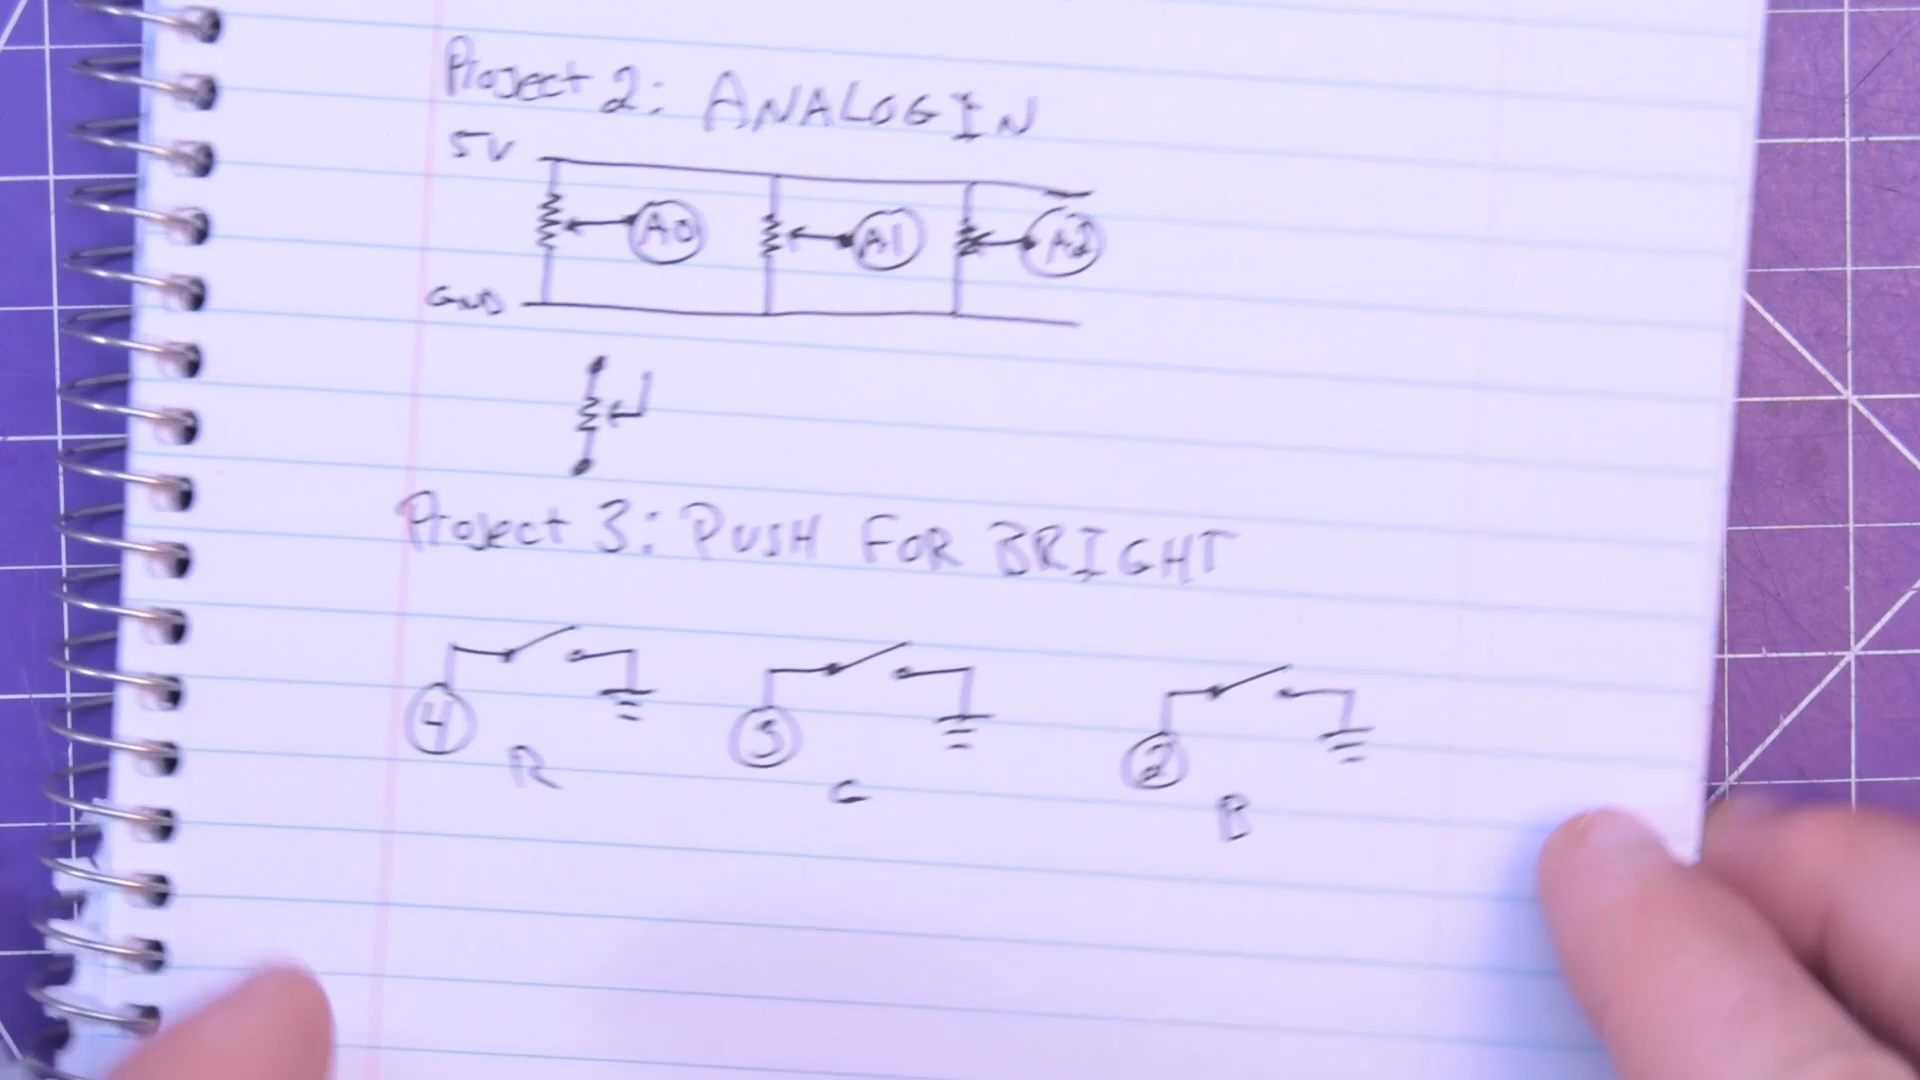 Project 2: ANALOG IN
5V
A0 A1 A2
GND
Project 3: PUSH FOR BRIGHT
4 3 2
R G B